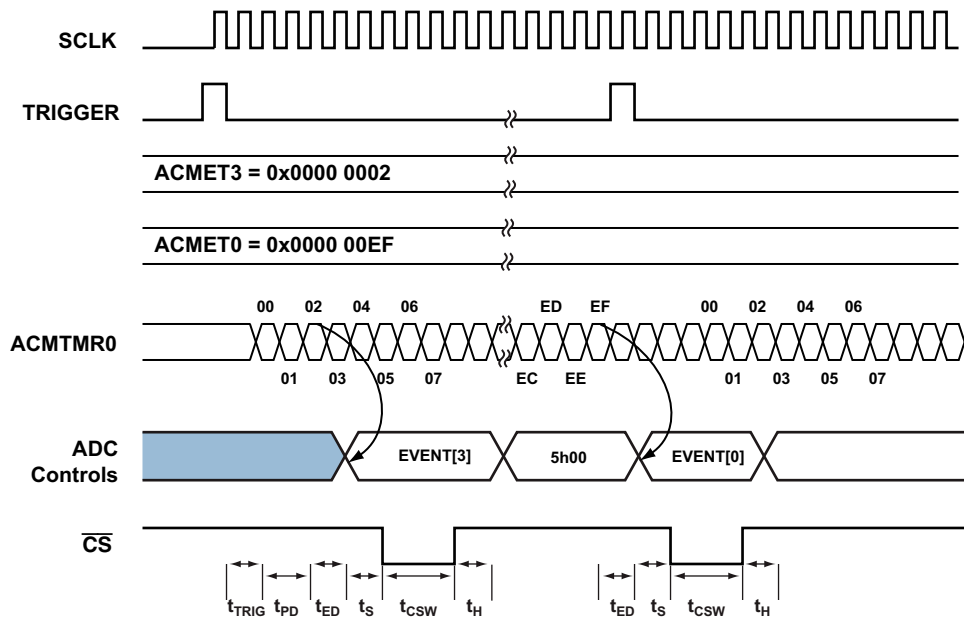 SCLK
TRIGGER
ACMET3 = 0x0000 0002
ACMET0 = 0x0000 00EF
00 02 04 06 ED EF 00 02 04 06
ACMTMR0
01 03 05 07 EC EE 01 03 05 07
ADC
Controls
EVENT[3] 5h00 EVENT[0]
CS
tTRIG tPD tED tS tCSW tH tED tS tCSW tH